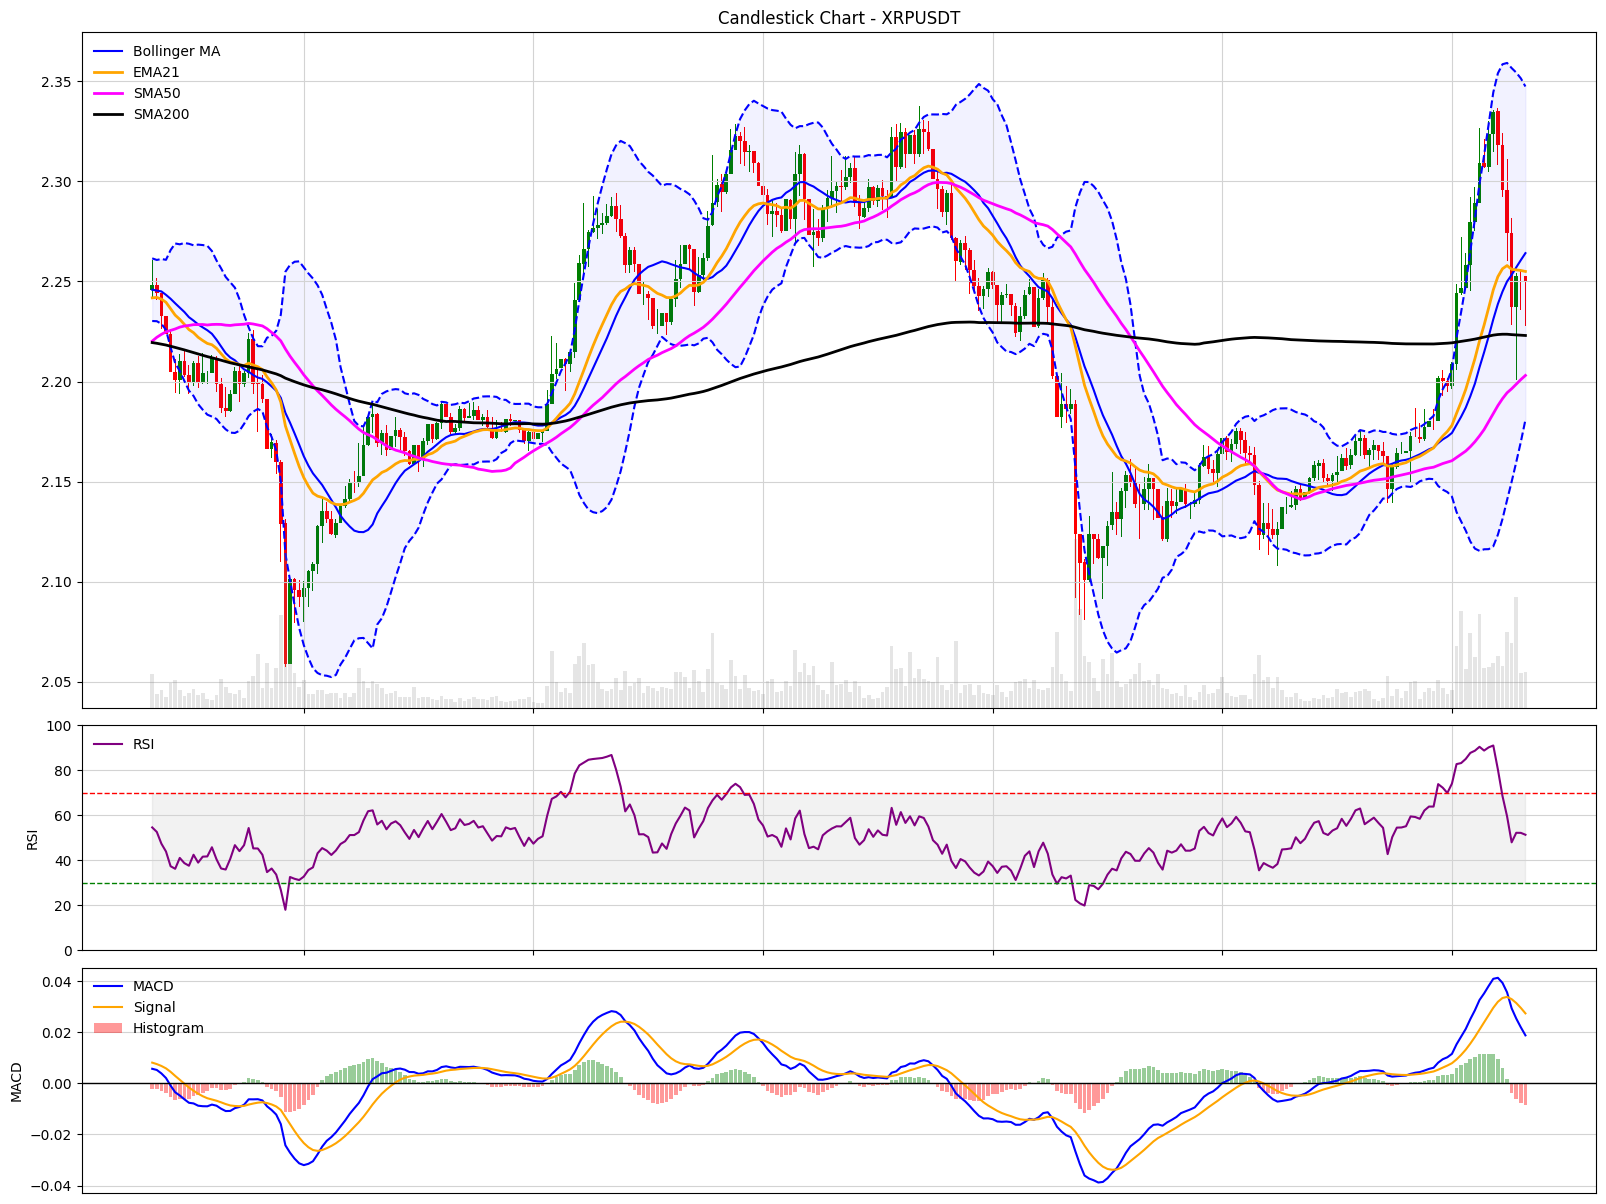 Candlestick Chart - XRPUSDT
Bollinger MA
EMA21
SMA50
SMA200
2.35
2.30
2.25
2.20
2.15
2.10
2.05
RSI
100
80
60
40
20
0
RSI
MACD
Signal
Histogram
0.04
0.02
0.00
−0.02
−0.04
MACD